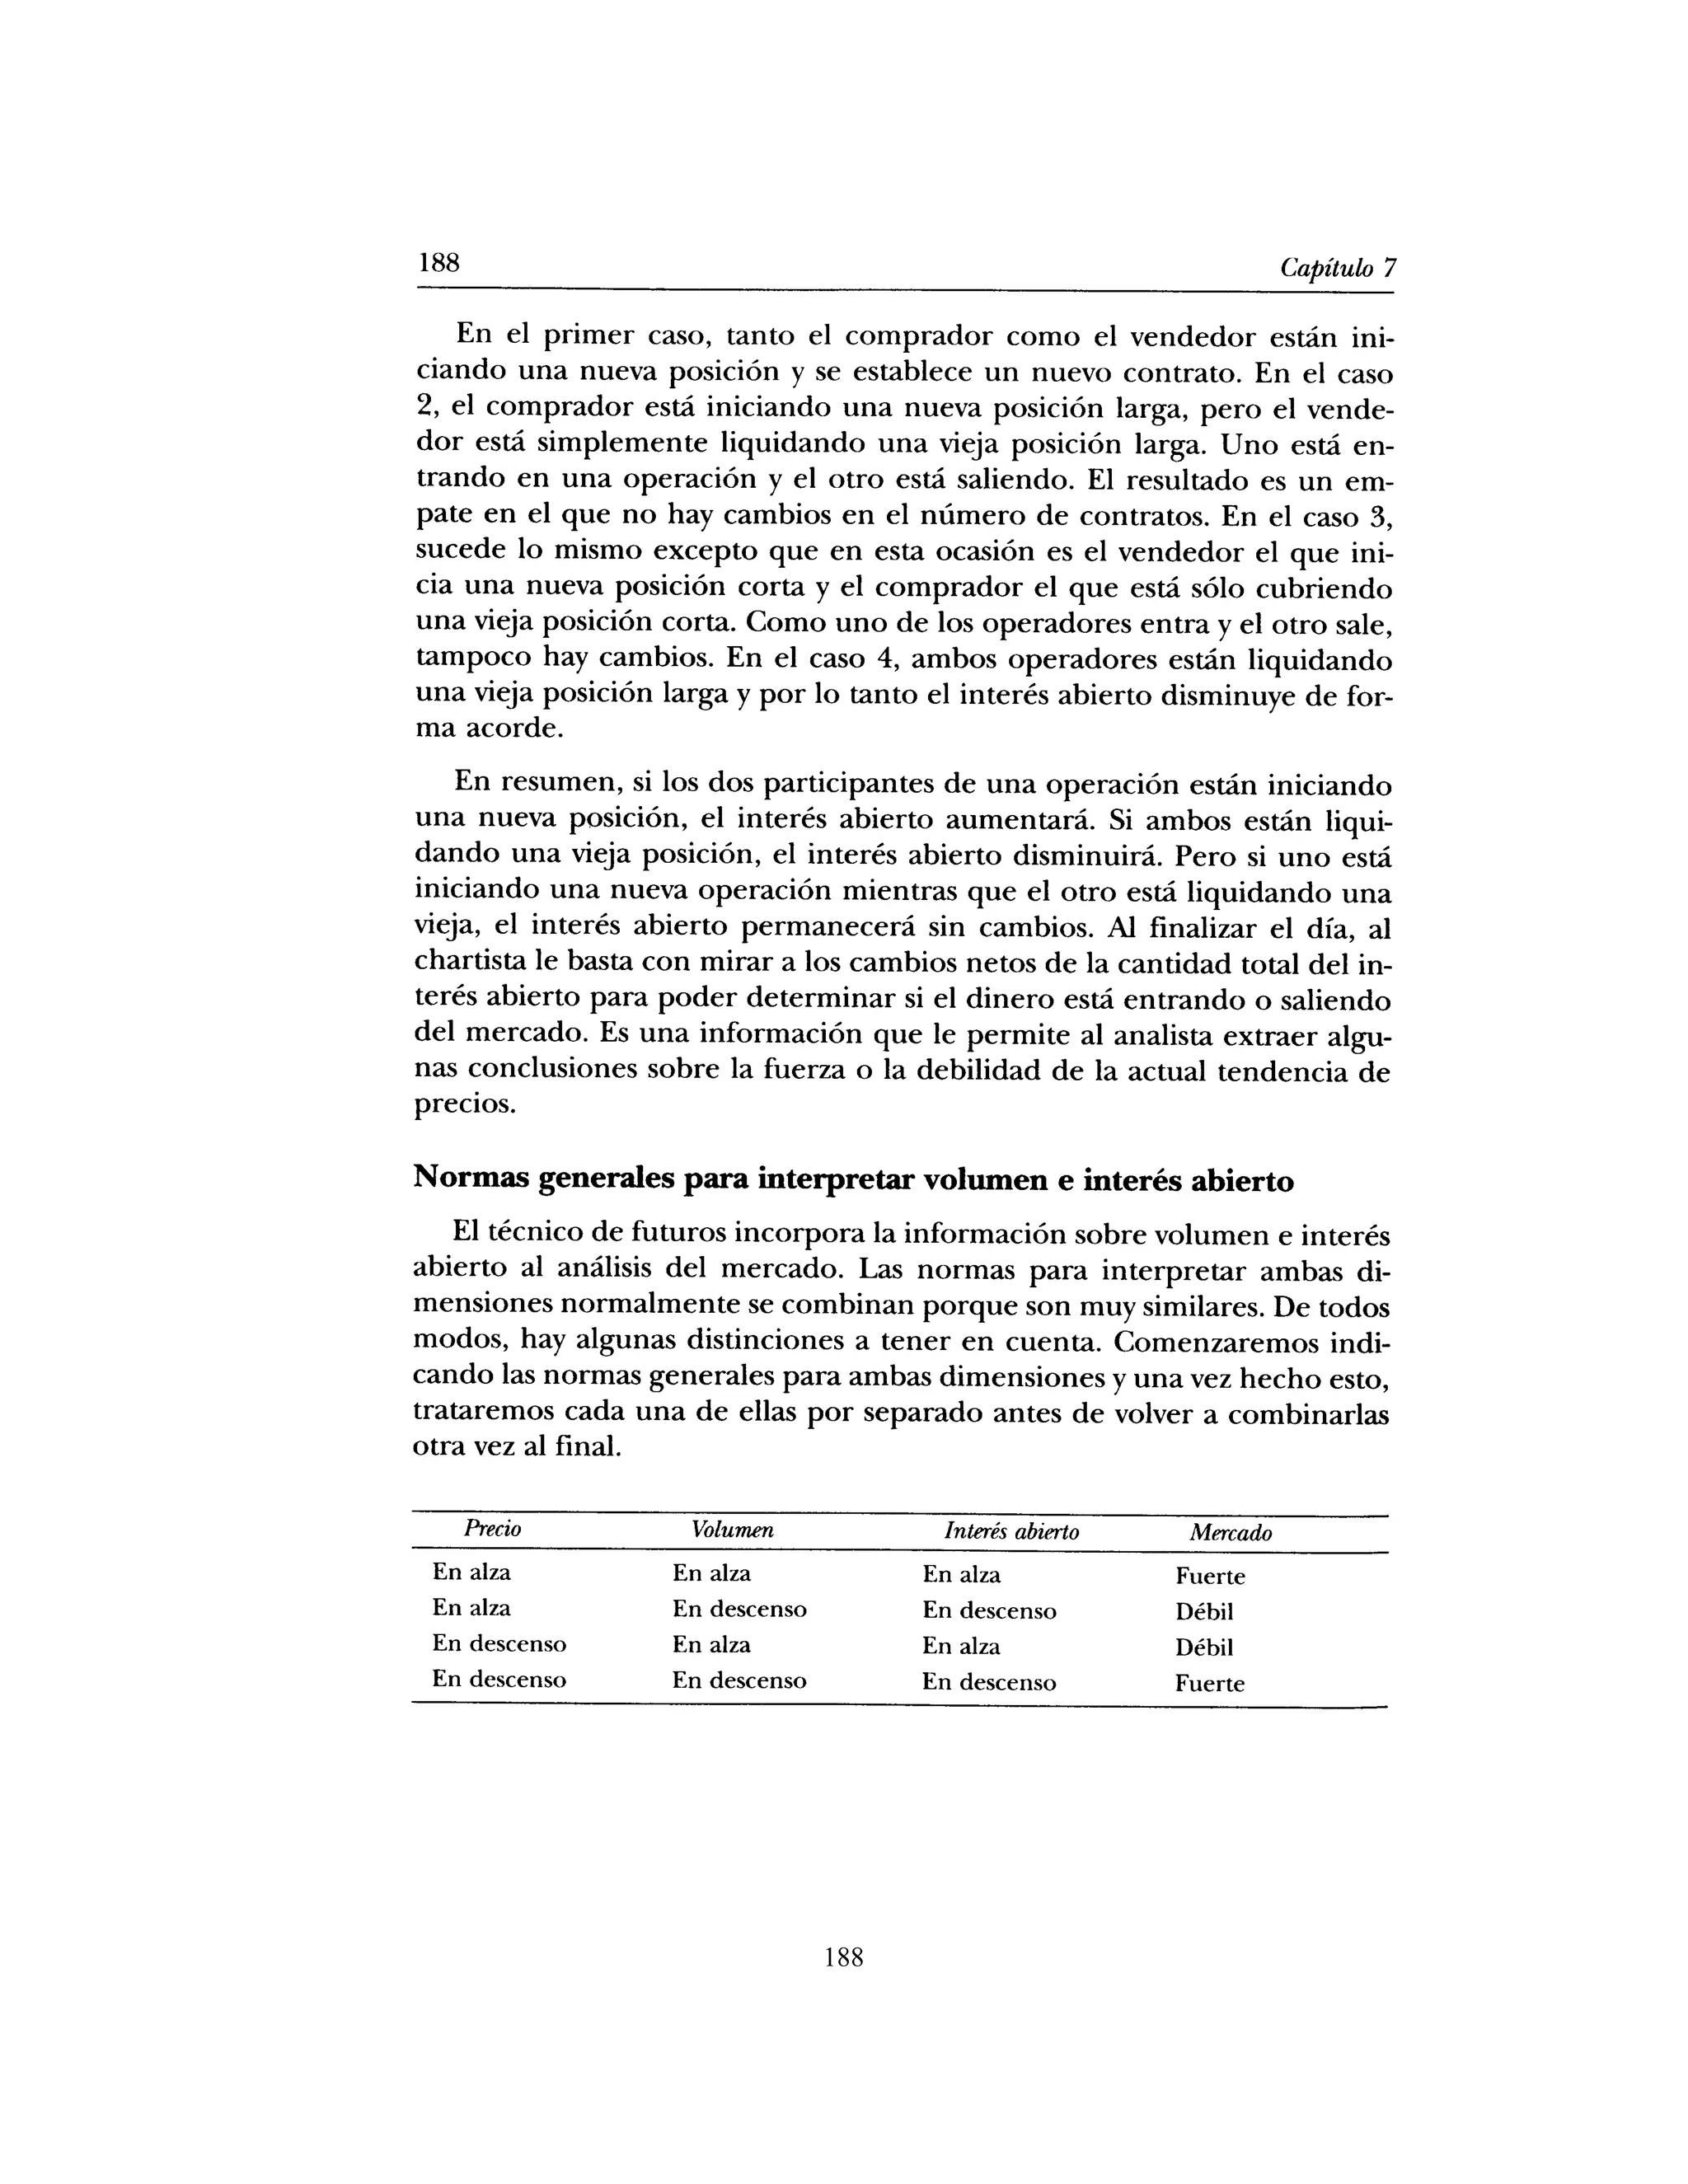 188 Capítulo 7
En el primer caso, tanto el comprador como el vendedor están ini-
ciando una nueva posición y se establece un nuevo contrato. En el caso
2, el comprador está iniciando una nueva posición larga, pero el vende-
dor está simplemente liquidando una vieja posición larga. Uno está en-
trando en una operación y el otro está saliendo. El resultado es un em-
pate en el que no hay cambios en el número de contratos. En el caso 3,
sucede lo mismo excepto que en esta ocasión es el vendedor el que ini-
cia una nueva posición corta y el comprador el que está sólo cubriendo
una vieja posición corta. Como uno de los operadores entra y el otro sale,
tampoco hay cambios. En el caso 4, ambos operadores están liquidando
una vieja posición larga y por lo tanto el interés abierto disminuye de for-
ma acorde.
En resumen, si los dos participantes de una operación están iniciando
una nueva posición, el interés abierto aumentará. Si ambos están liqui-
dando una vieja posición, el interés abierto disminuirá. Pero si uno está
iniciando una nueva operación mientras que el otro está liquidando una
vieja, el interés abierto permanecerá sin cambios. Al finalizar el día, al
chartista le basta con mirar a los cambios netos de la cantidad total del in-
terés abierto para poder determinar si el dinero está entrando o saliendo
del mercado. Es una información que le permite al analista extraer algu-
nas conclusiones sobre la fuerza o la debilidad de la actual tendencia de
precios.
Normas generales para interpretar volumen e interés abierto
El técnico de futuros incorpora la información sobre volumen e interés
abierto al análisis del mercado. Las normas para interpretar ambas di-
mensiones normalmente se combinan porque son muy similares. De todos
modos, hay algunas distinciones a tener en cuenta. Comenzaremos indi-
cando las normas generales para ambas dimensiones y una vez hecho esto,
trataremos cada una de ellas por separado antes de volver a combinarlas
otra vez al final.
Precio Volumen Interés abierto Mercado
En alza En alza En alza Fuerte
En alza En descenso En descenso Débil
En descenso En alza En alza Débil
En descenso En descenso En descenso Fuerte
188